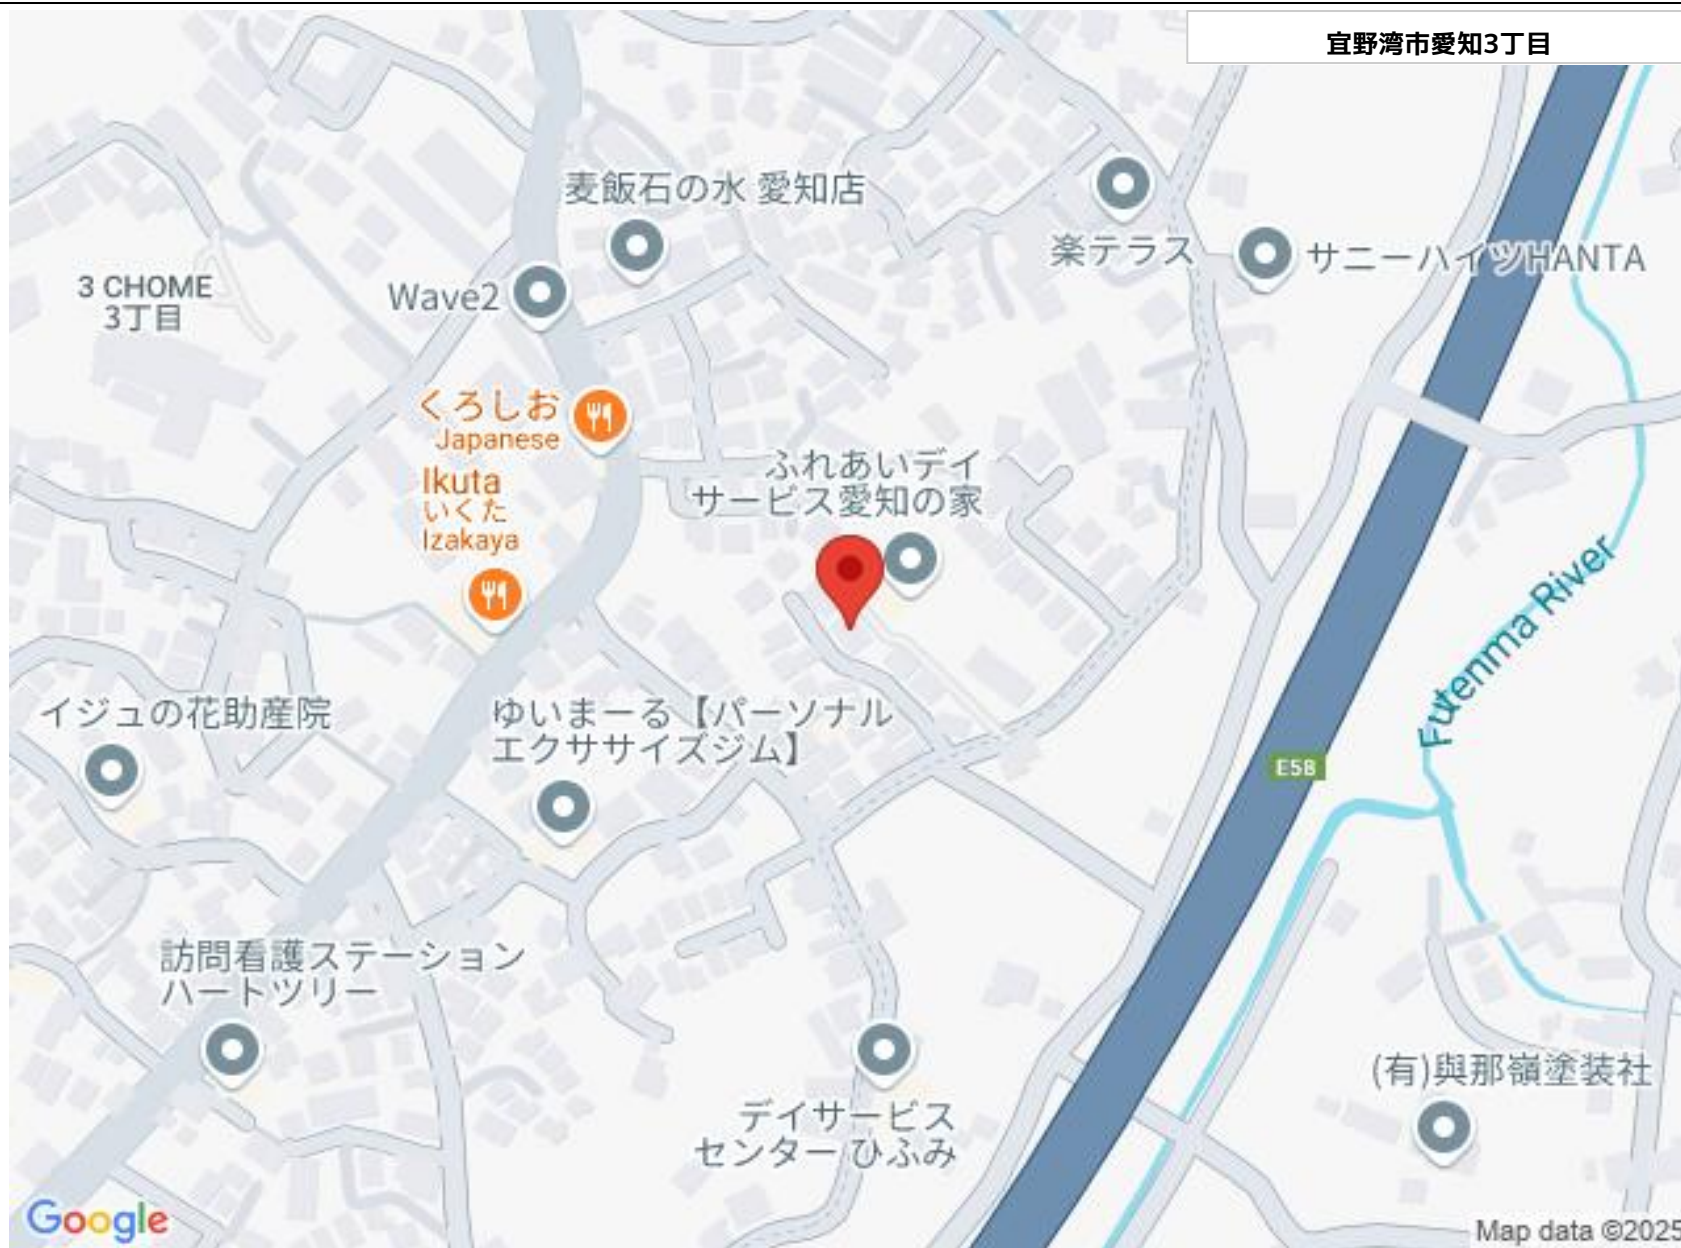 宜野湾市愛知3丁目
麦飯石の水 愛知店
楽テラス
サニーハイツHANTA
3 CHOME
3丁目
Wave2
くろしお
Japanese
Ikuta
いくた
Izakaya
ふれあいデイ
サービス愛知の家
Futenma River
イジュの花助産院
ゆいまーる【パーソナル
エクササイズジム】
E58
訪問看護ステーション
ハートツリー
デイサービス
センター ひふみ
(有)與那嶺塗装社
Google
Map data ©2025